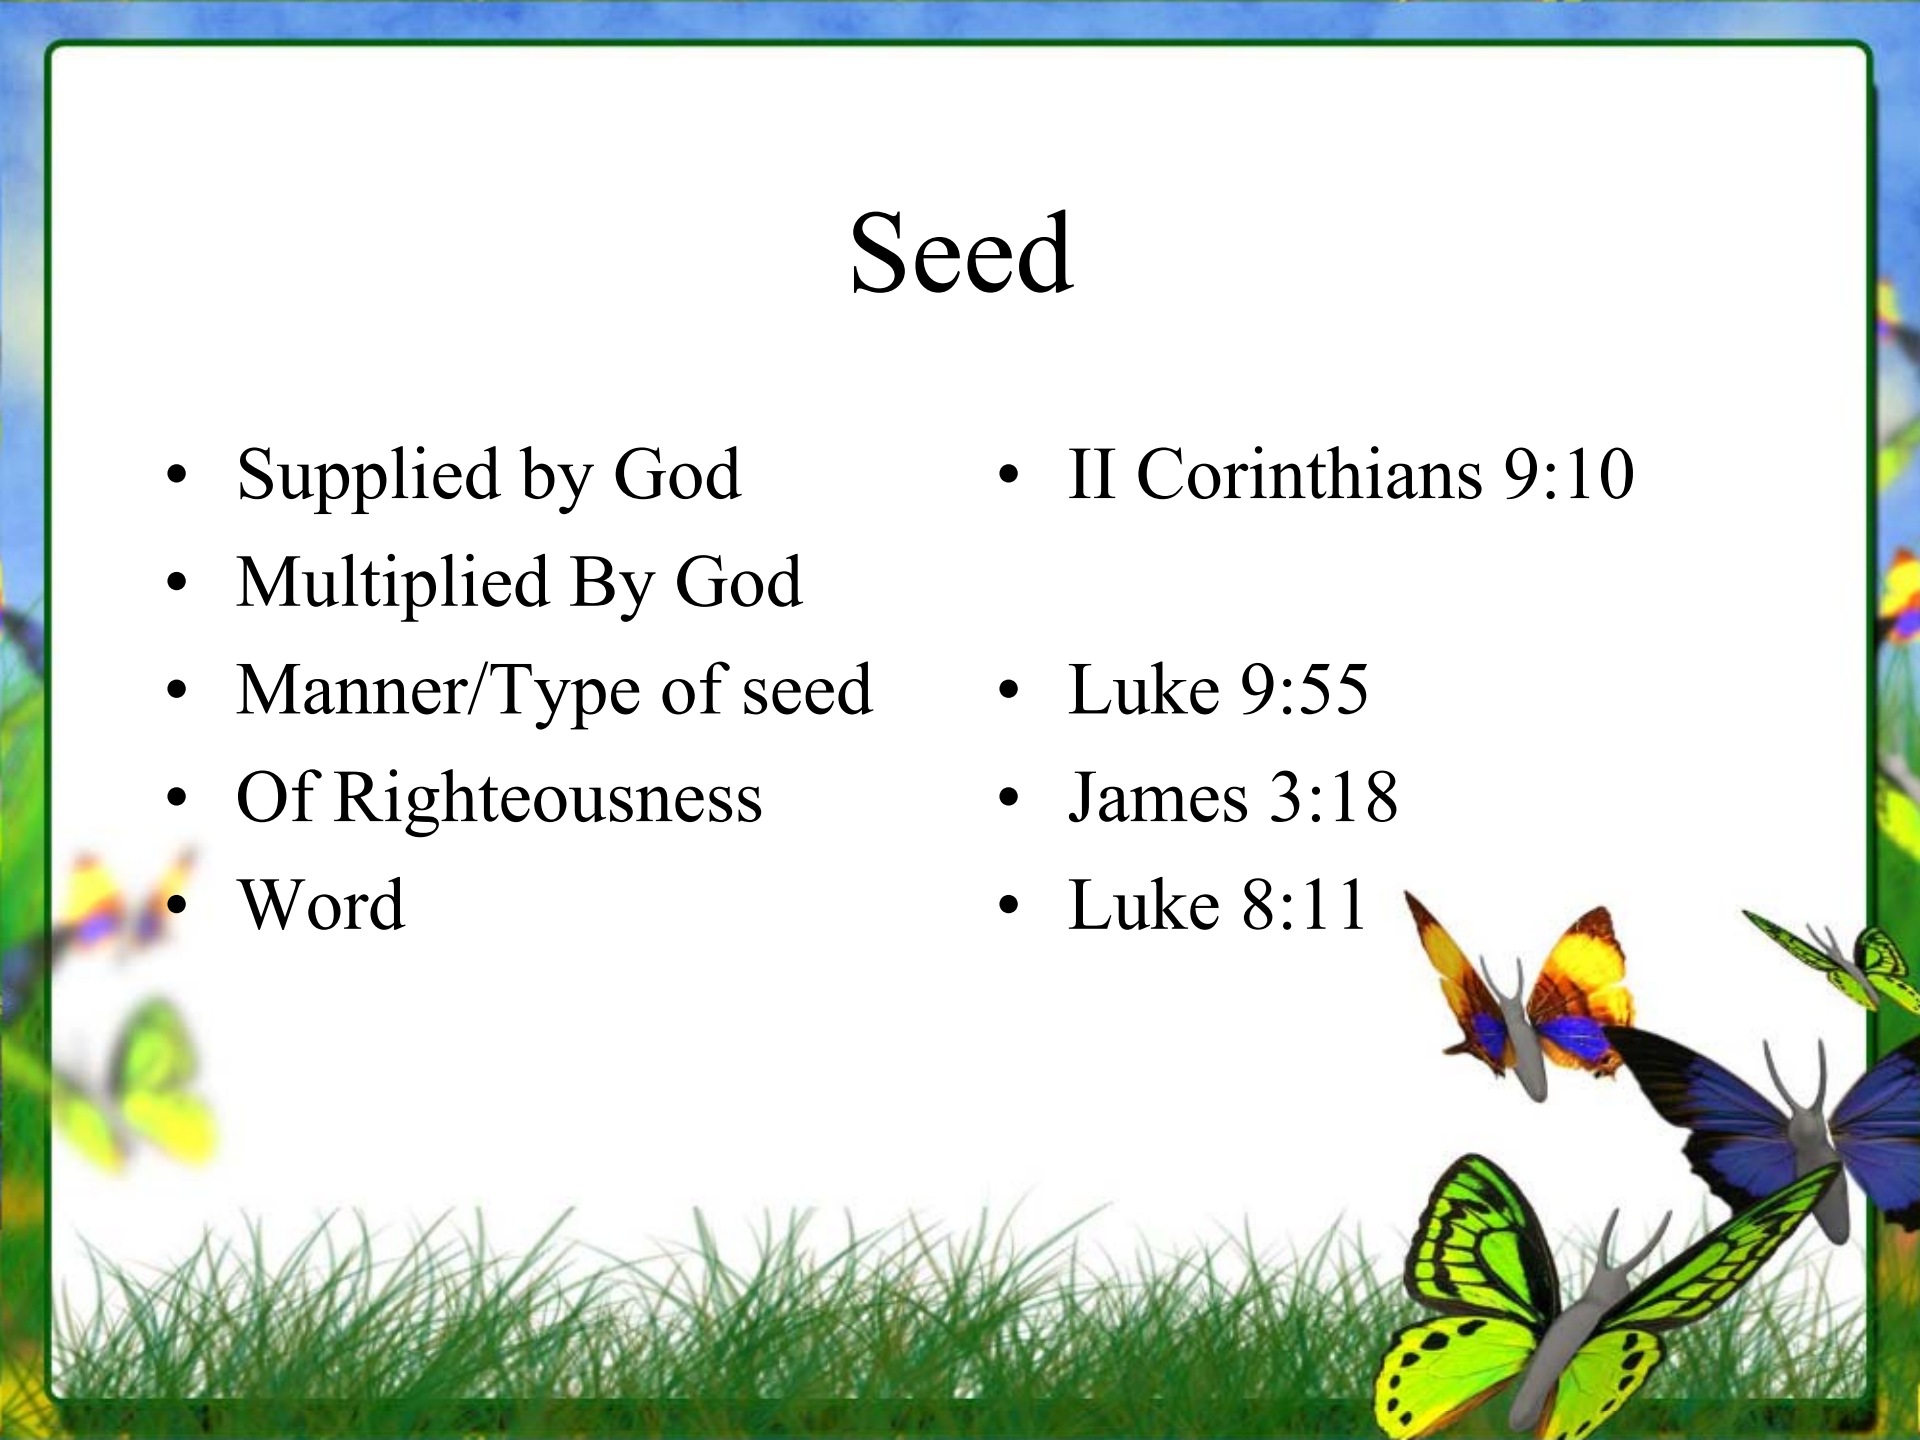 Seed
• Supplied by God
• Multiplied By God
• Manner/Type of seed
• Of Righteousness
• Word
• II Corinthians 9:10
• Luke 9:55
• James 3:18
• Luke 8:11